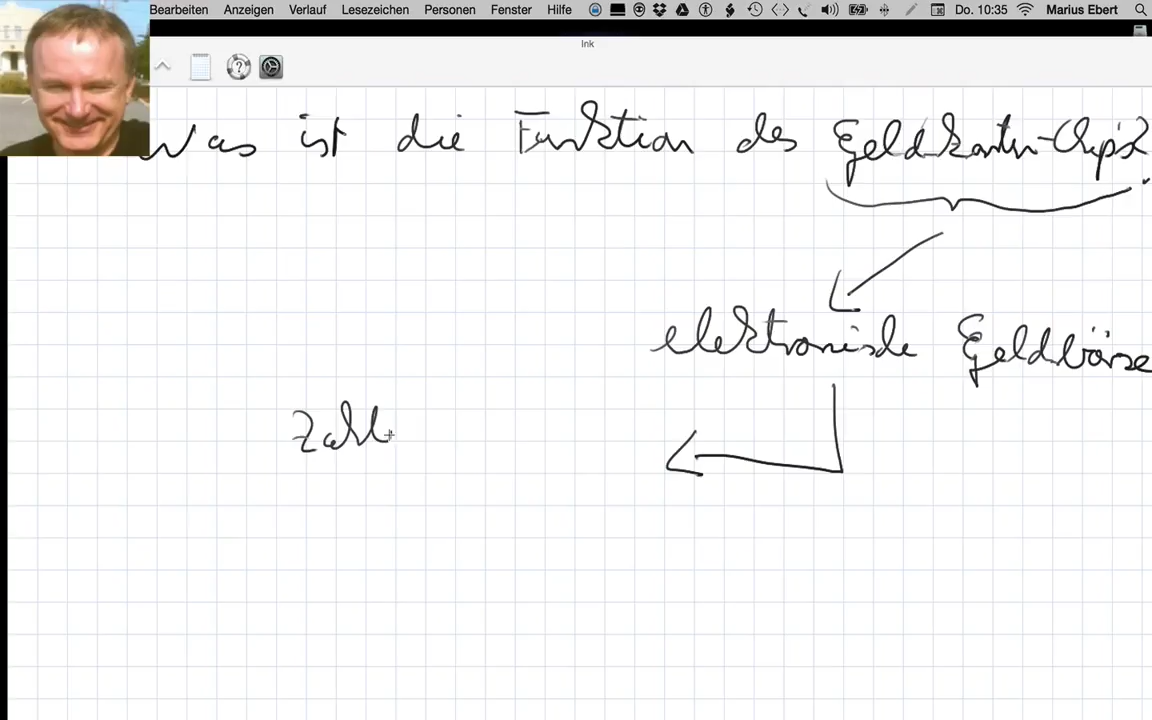 Bearbeiten Anzeigen Verlauf Lesezeichen Personen Fenster Hilfe Do. 10:35 Marius Ebert
Ink
Was ist die Funktion des Geldkarten-Chips?
elektronische Geldbörse
Zahl